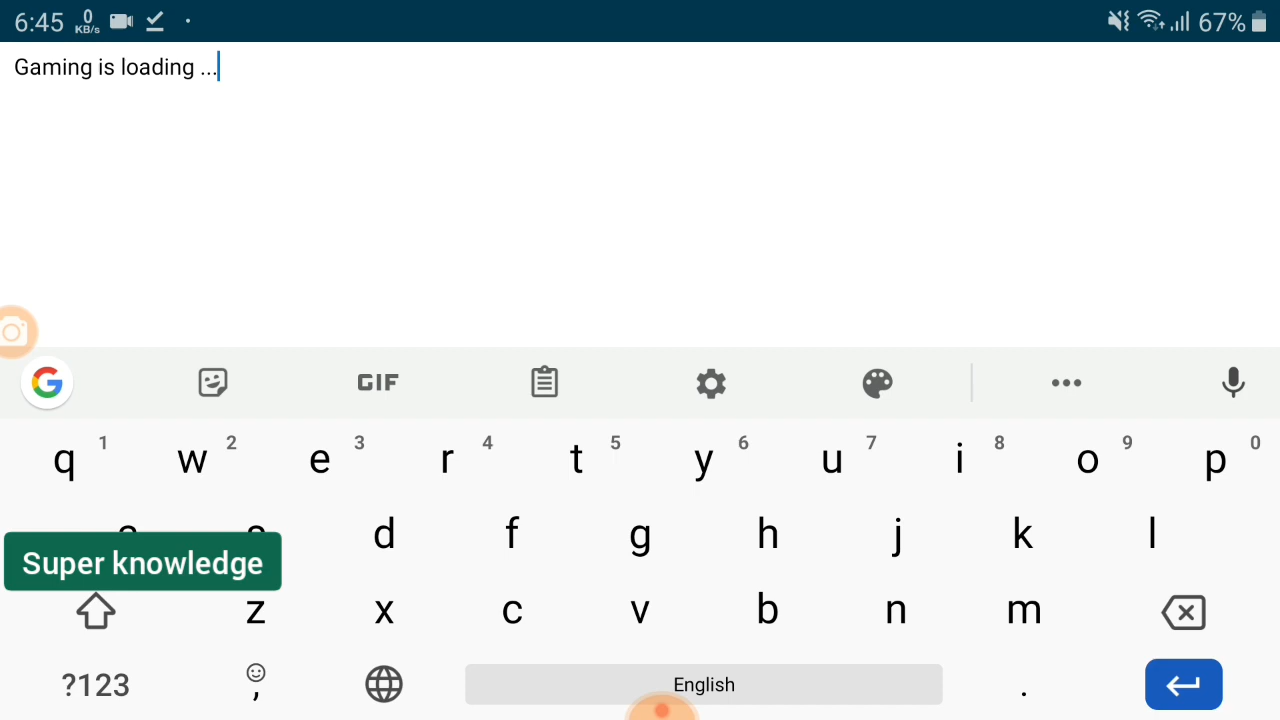 6:45 0 KB/s 67%
Gaming is loading ...
G GIF
q 1 w 2 e 3 r 4 t 5 y 6 u 7 i 8 o 9 p 0
d f g h j k l
Super knowledge
z x c v b n m
?123 , English .